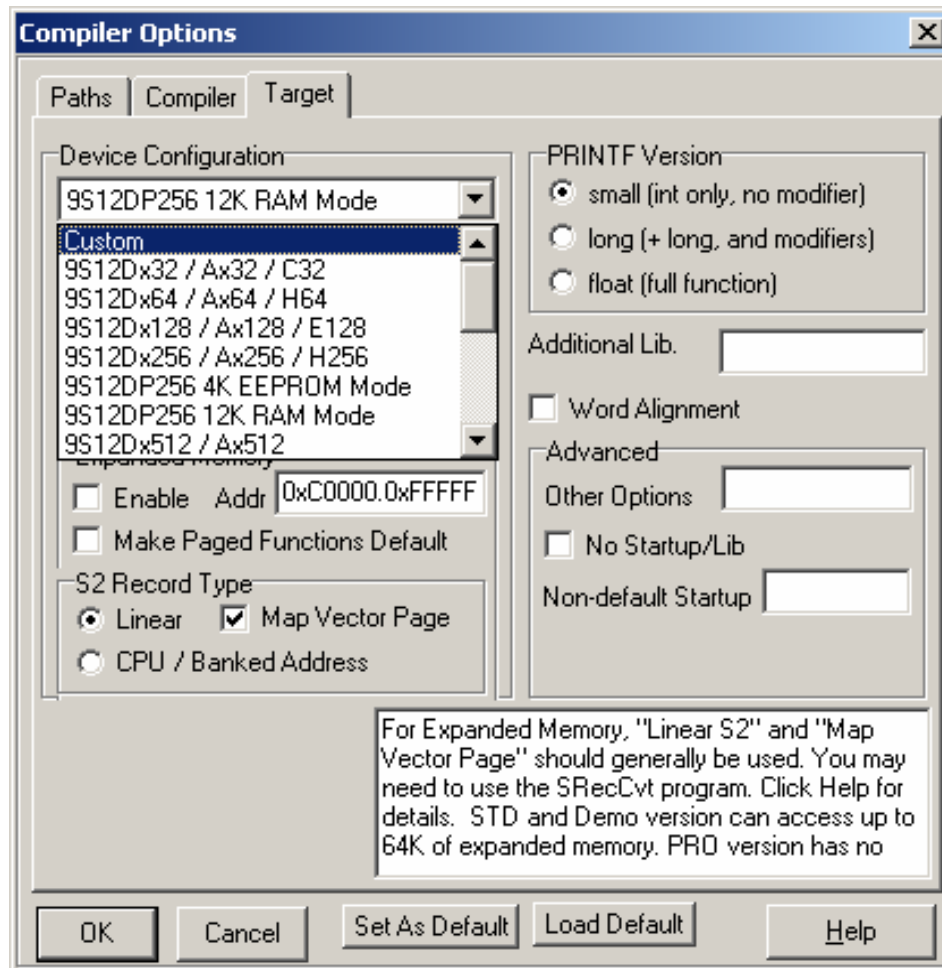 Compiler Options
Paths
Compiler
Target
Device Configuration
9S12DP256 12K RAM Mode
Custom
9S12Dx32 / Ax32 / C32
9S12Dx64 / Ax64 / H64
9S12Dx128 / Ax128 / E128
9S12Dx256 / Ax256 / H256
9S12DP256 4K EEPROM Mode
9S12DP256 12K RAM Mode
9S12Dx512 / Ax512
Expanded Memory
Enable Addr 0xC0000.0xFFFFF
Make Paged Functions Default
S2 Record Type
Linear Map Vector Page
CPU / Banked Address
PRINTF Version
small (int only, no modifier)
long (+ long, and modifiers)
float (full function)
Additional Lib.
Word Alignment
Advanced
Other Options
No Startup/Lib
Non-default Startup
For Expanded Memory, "Linear S2" and "Map
Vector Page" should generally be used. You may
need to use the SRecCvt program. Click Help for
details. STD and Demo version can access up to
64K of expanded memory. PRO version has no
OK
Cancel
Set As Default
Load Default
Help